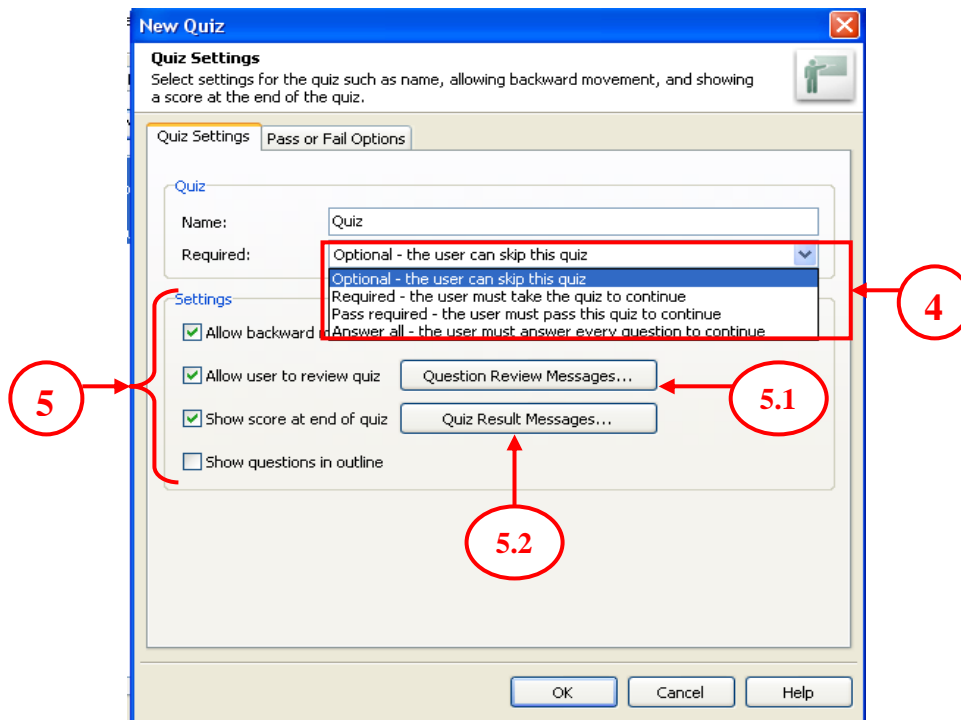 New Quiz
Quiz Settings
Select settings for the quiz such as name, allowing backward movement, and showing
a score at the end of the quiz.
Quiz Settings
Pass or Fail Options
Quiz
Name:
Quiz
Required:
Optional - the user can skip this quiz
Optional - the user can skip this quiz
Required - the user must take the quiz to continue
Pass required - the user must pass this quiz to continue
Answer all - the user must answer every question to continue
4
Settings
Allow backward
5
Allow user to review quiz
Question Review Messages...
5.1
Show score at end of quiz
Quiz Result Messages...
Show questions in outline
5.2
OK
Cancel
Help